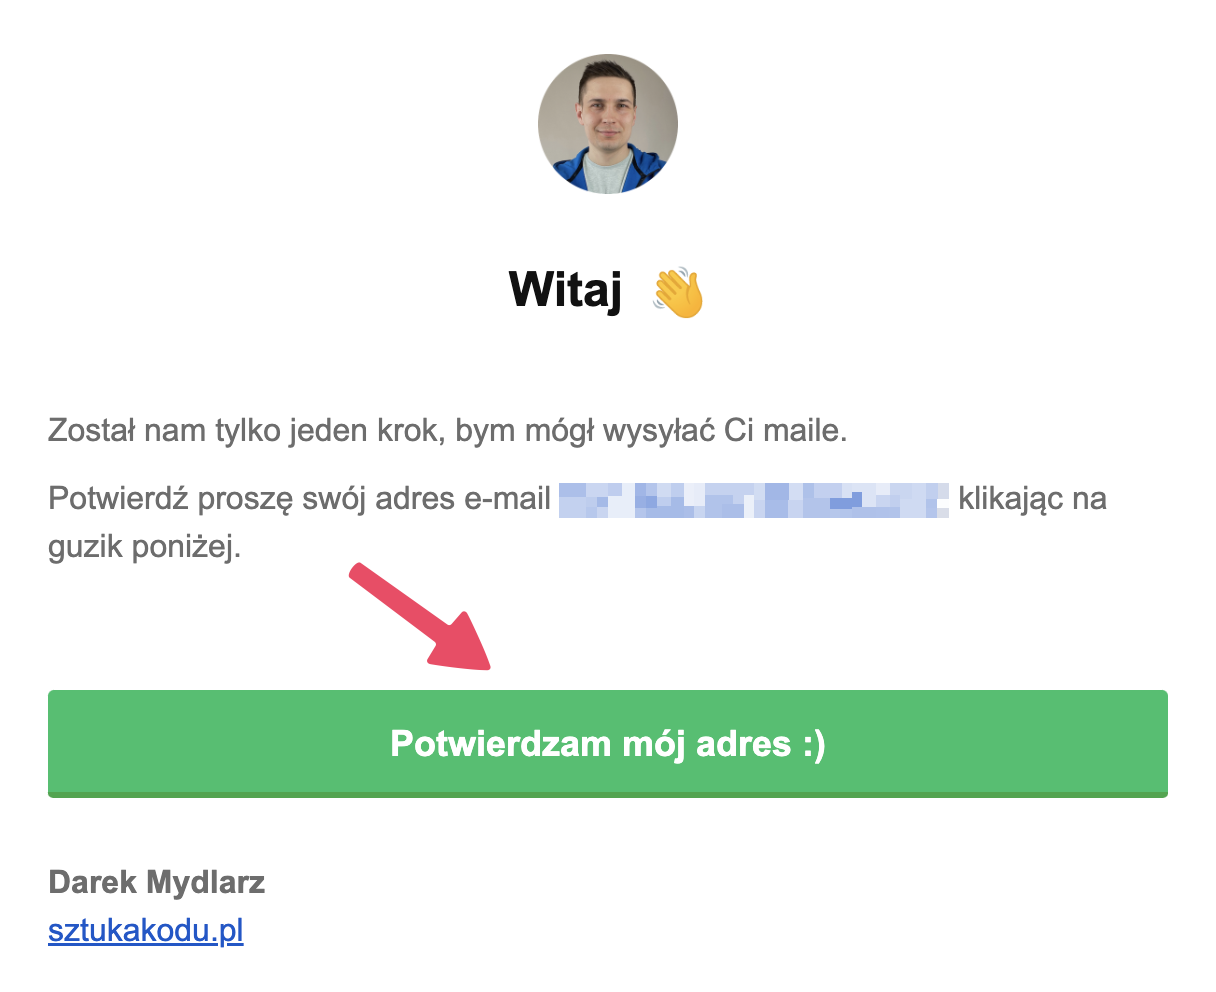 Witaj 👋
Został nam tylko jeden krok, bym mógł wysyłać Ci maile.
Potwierdź proszę swój adres e-mail klikając na
guzik poniżej.
Potwierdzam mój adres :)
Darek Mydlarz
sztukakodu.pl